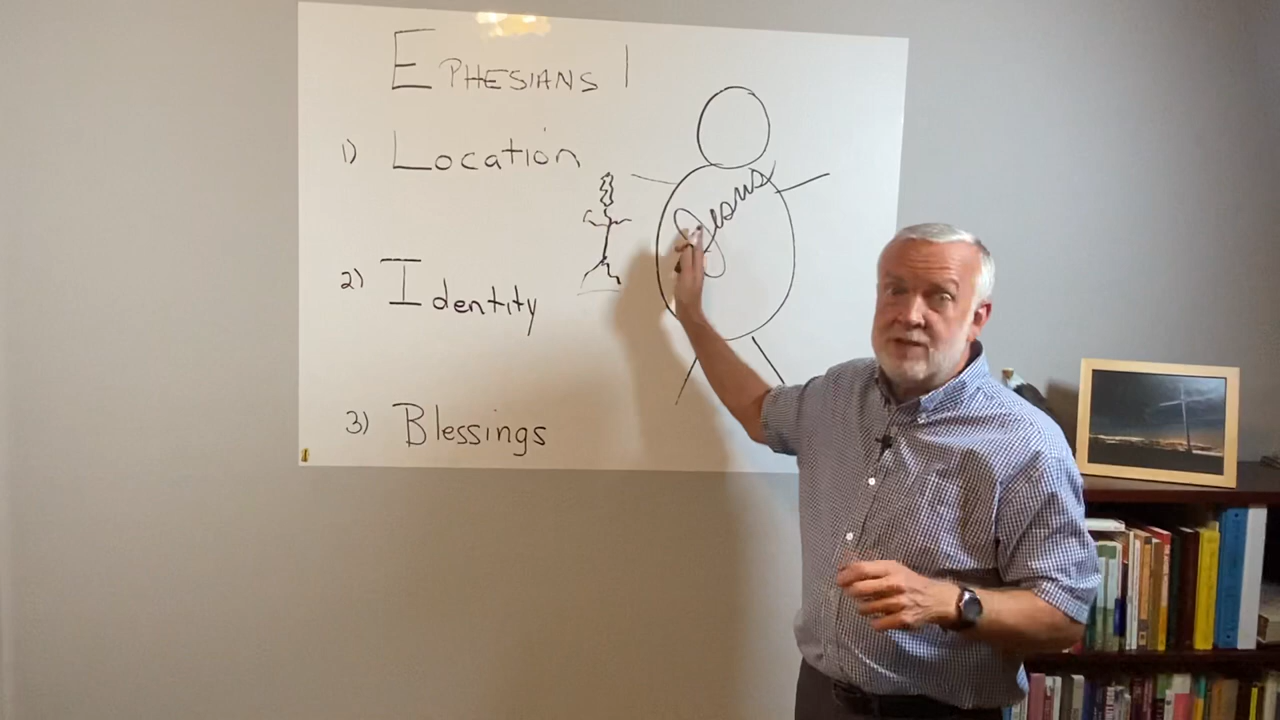 EPHESIANS 1
1) Location
2) Identity
3) Blessings
Jesus